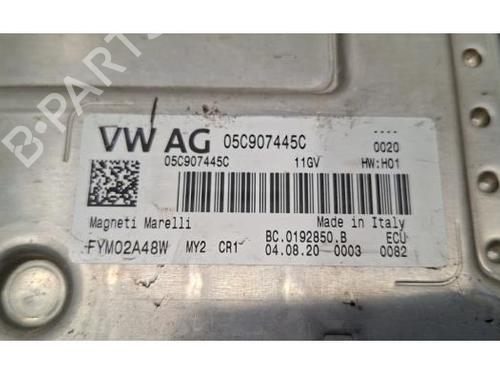 B-PARTS
VW AG 05C907445C ----
0020
05C907445C 11GV HW:H01
Magneti Marelli Made in Italy
FYM02A48W MY2 CR1 BC.0192850.B ECU
04.08.20 0003 0082